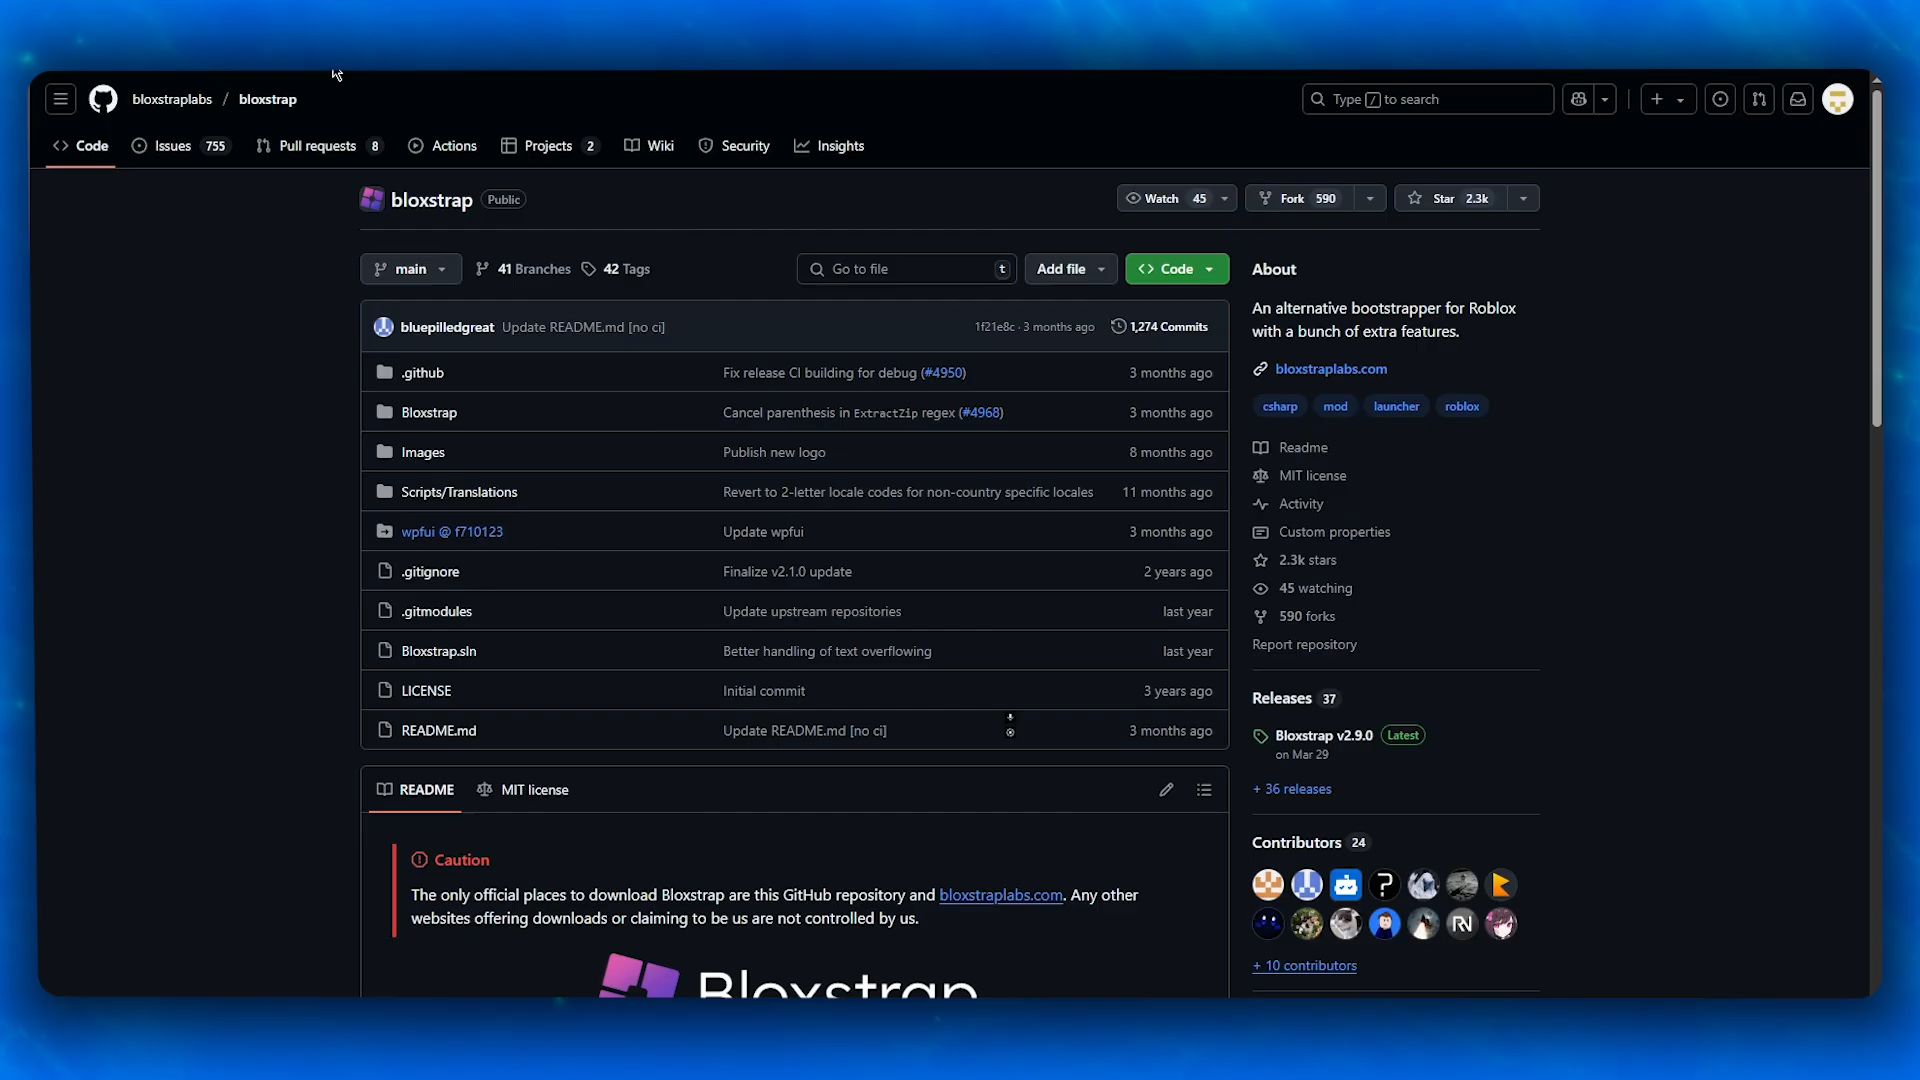 bloxstraplabs / bloxstrap
Type / to search
Code
Issues 755
Pull requests 8
Actions
Projects 2
Wiki
Security
Insights
bloxstrap Public
Watch 45
Fork 590
Star 2.3k
main
41 Branches
42 Tags
Go to file t
Add file
Code
bluepilledgreat Update README.md [no ci] 1f21e8c · 3 months ago 1,274 Commits
.github Fix release CI building for debug (#4950) 3 months ago
Bloxstrap Cancel parenthesis in ExtractZip regex (#4968) 3 months ago
Images Publish new logo 8 months ago
Scripts/Translations Revert to 2-letter locale codes for non-country specific locales 11 months ago
wpfui @ f710123 Update wpfui 3 months ago
.gitignore Finalize v2.1.0 update 2 years ago
.gitmodules Update upstream repositories last year
Bloxstrap.sln Better handling of text overflowing last year
LICENSE Initial commit 3 years ago
README.md Update README.md [no ci] 3 months ago
README
MIT license
Caution
The only official places to download Bloxstrap are this GitHub repository and bloxstraplabs.com. Any other
websites offering downloads or claiming to be us are not controlled by us.
Bloxstrap
About
An alternative bootstrapper for Roblox
with a bunch of extra features.
bloxstraplabs.com
csharp mod launcher roblox
Readme
MIT license
Activity
Custom properties
2.3k stars
45 watching
590 forks
Report repository
Releases 37
Bloxstrap v2.9.0 Latest
on Mar 29
+ 36 releases
Contributors 24
?
RN
+ 10 contributors